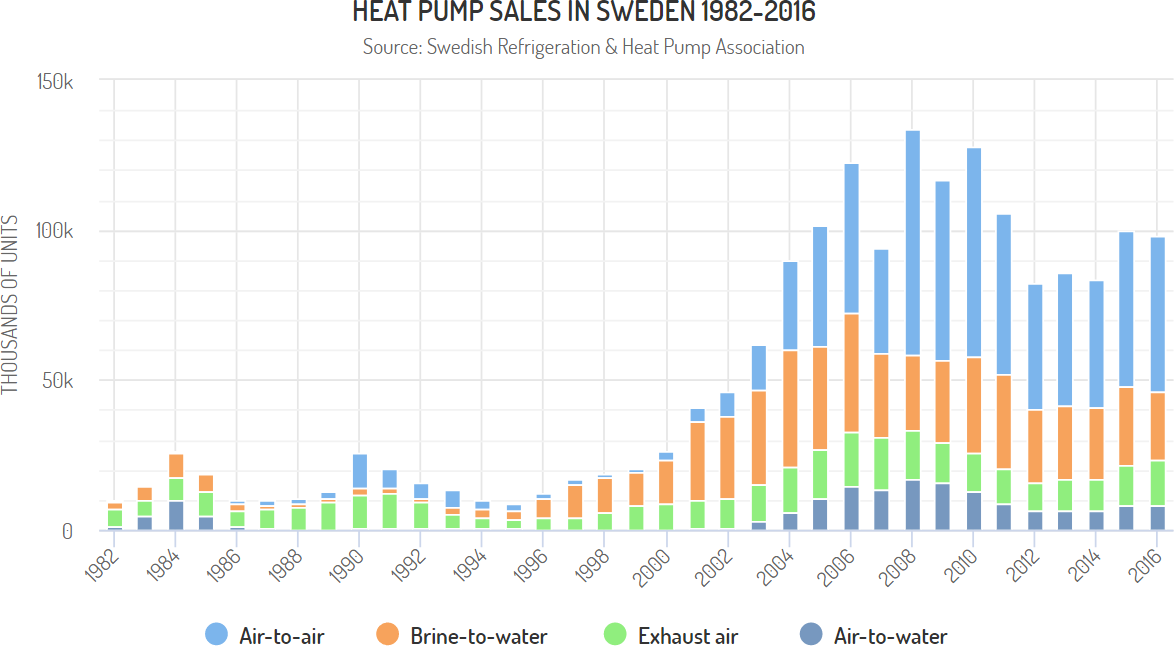 HEAT PUMP SALES IN SWEDEN 1982-2016
Source: Swedish Refrigeration & Heat Pump Association
THOUSANDS OF UNITS
150k
100k
50k
0
1982 1984 1986 1988 1990 1992 1994 1996 1998 2000 2002 2004 2006 2008 2010 2012 2014 2016
Air-to-air Brine-to-water Exhaust air Air-to-water